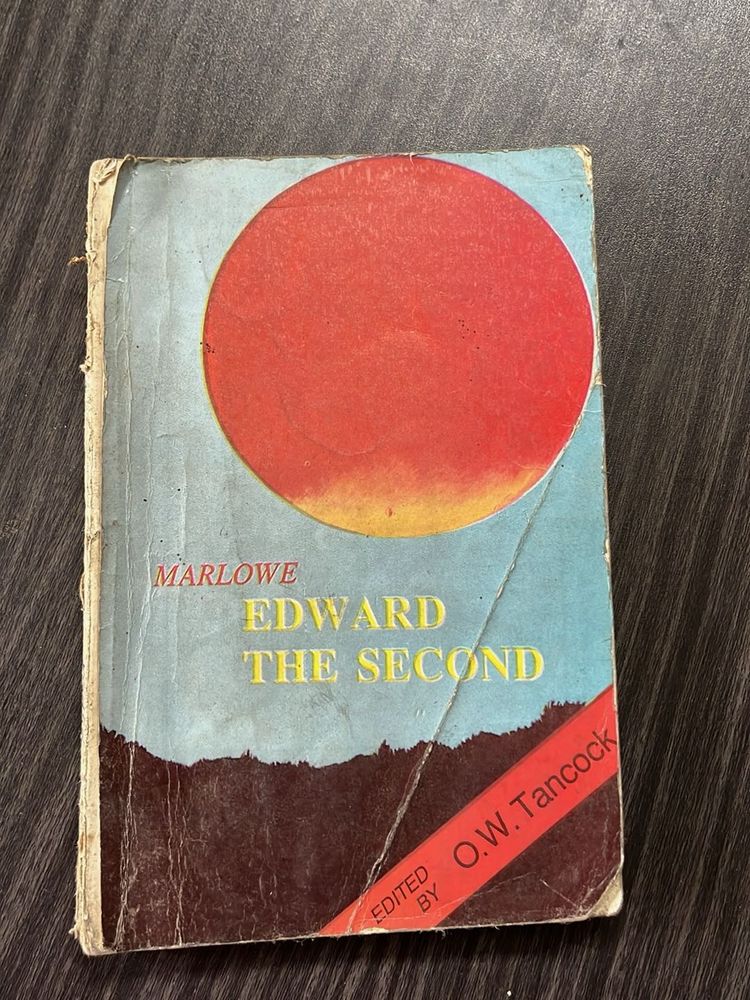 MARLOWE
EDWARD
THE SECOND
EDITED
BY
O.W. Tancock